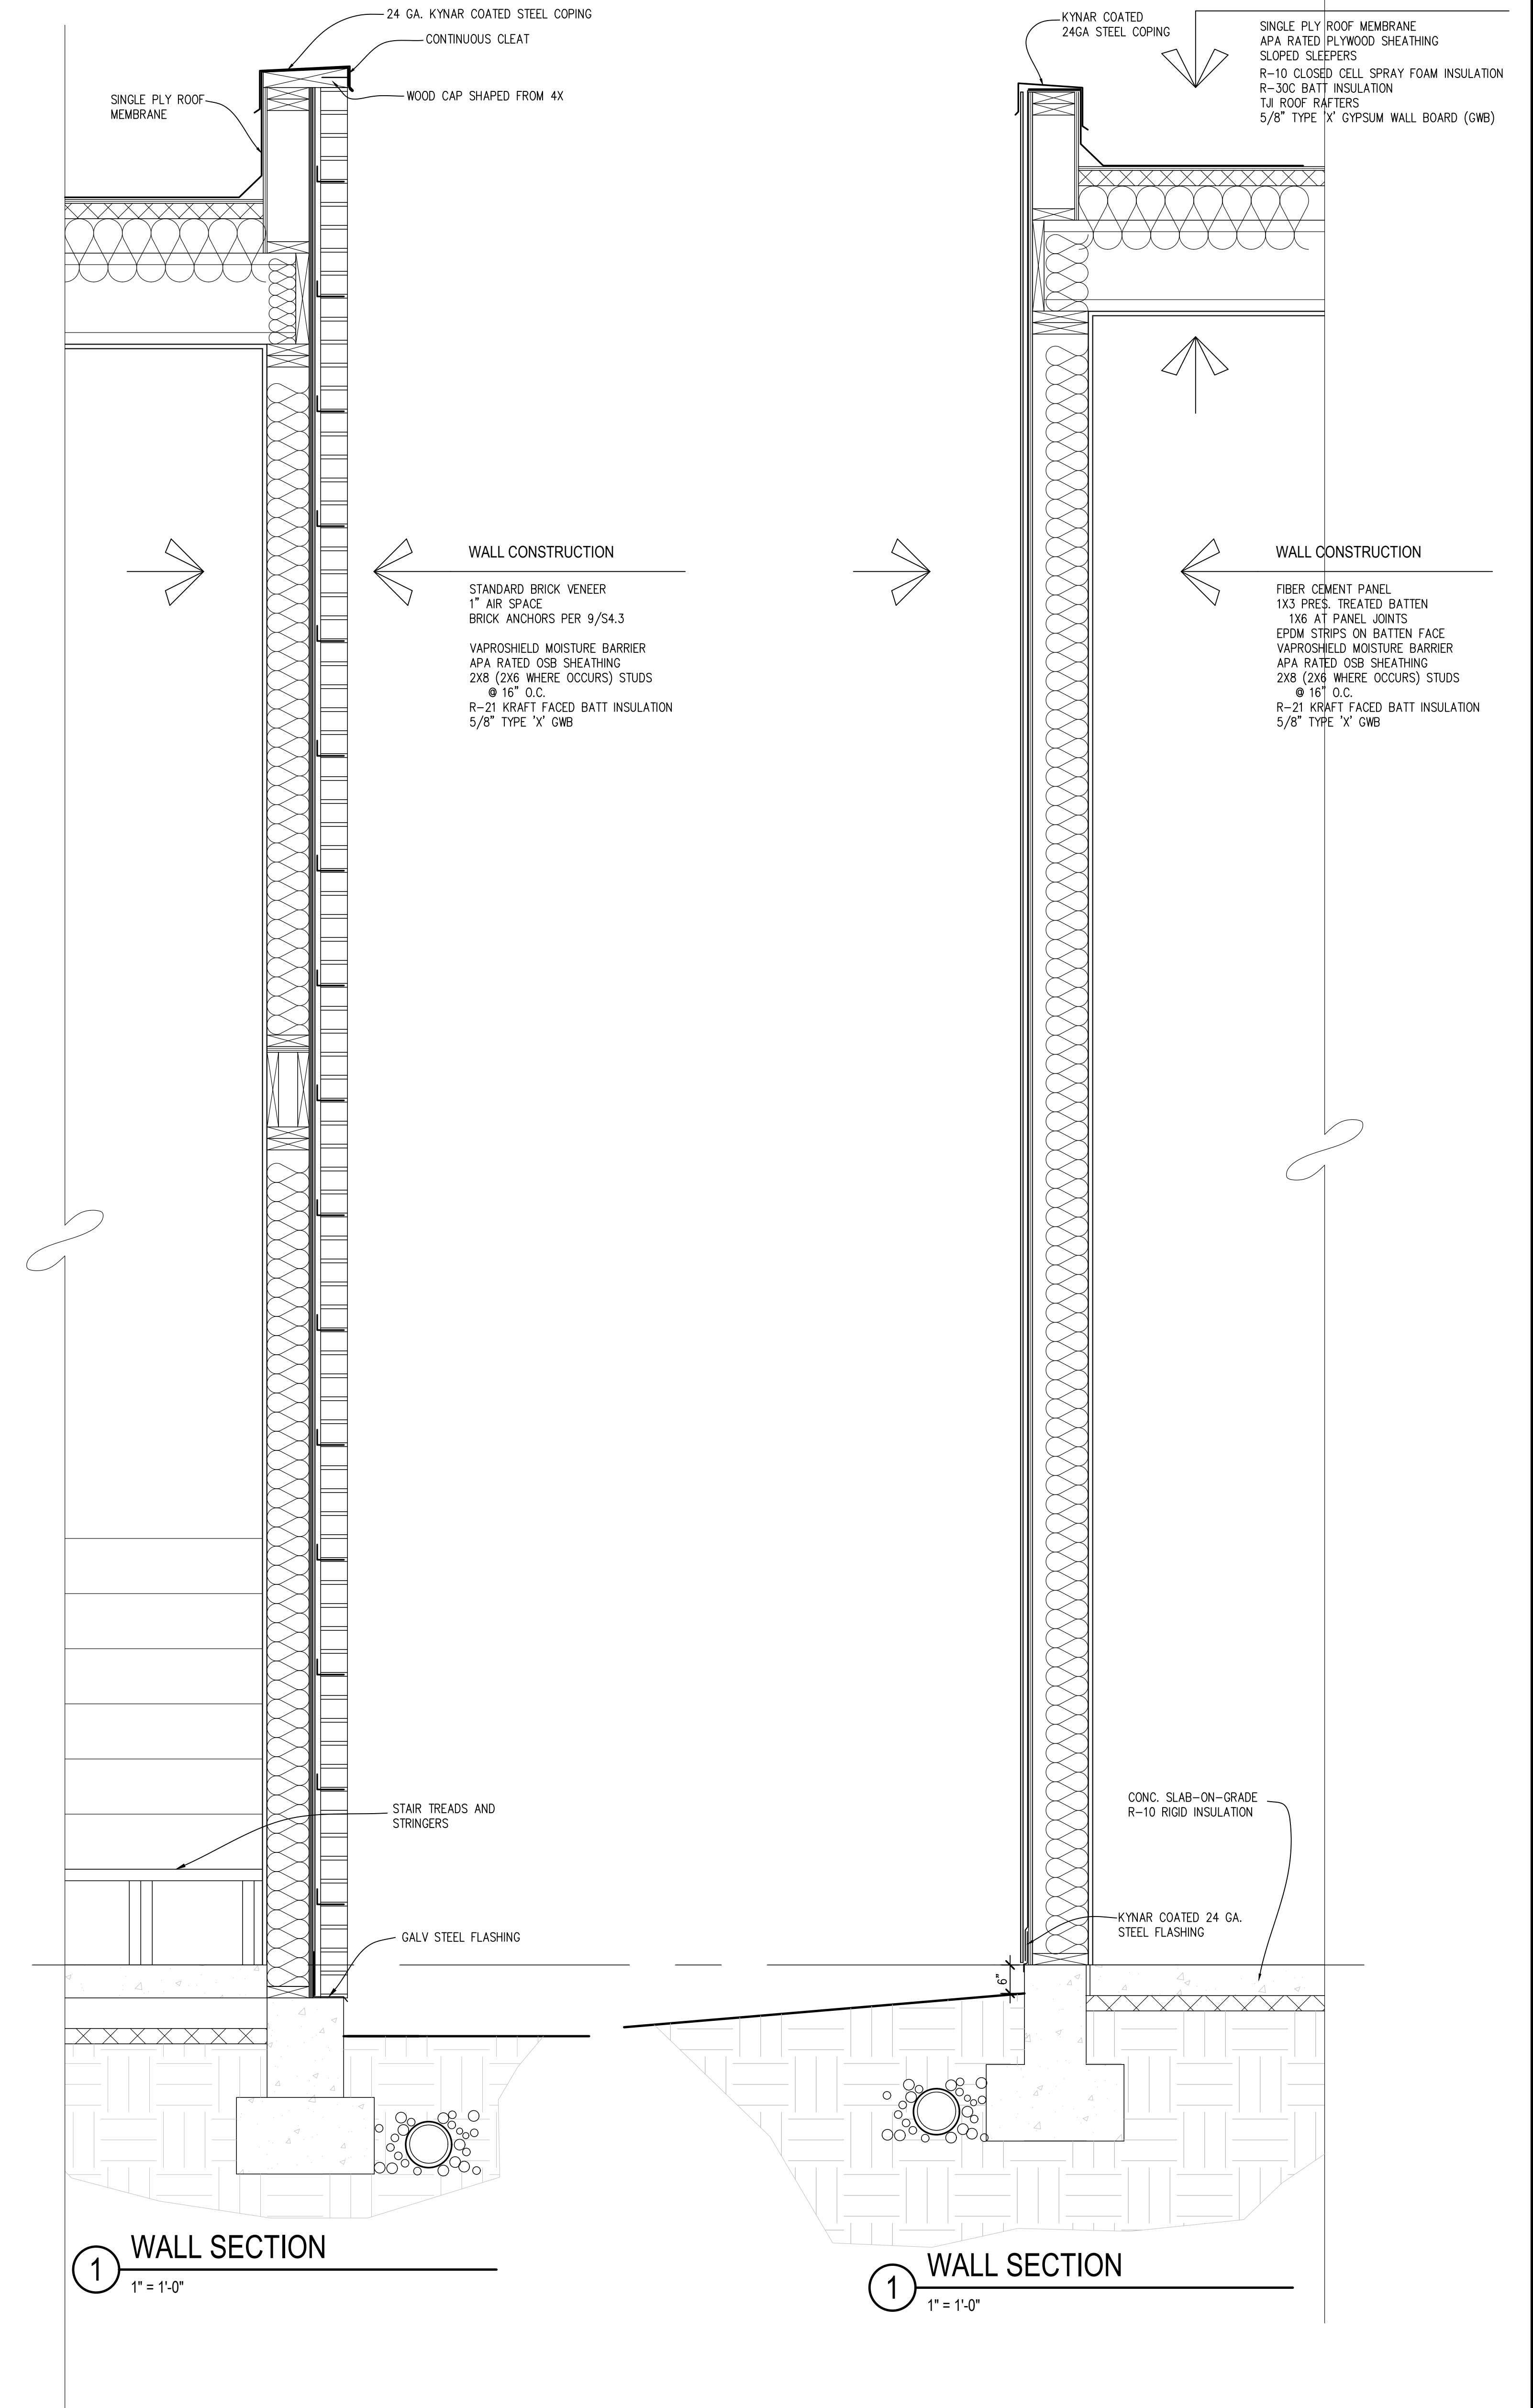 24 GA. KYNAR COATED STEEL COPING
CONTINUOUS CLEAT
WOOD CAP SHAPED FROM 4X
SINGLE PLY ROOF
MEMBRANE
KYNAR COATED
24GA STEEL COPING
SINGLE PLY ROOF MEMBRANE
APA RATED PLYWOOD SHEATHING
SLOPED SLEEPERS
R-10 CLOSED CELL SPRAY FOAM INSULATION
R-30C BATT INSULATION
TJI ROOF RAFTERS
5/8" TYPE 'X' GYPSUM WALL BOARD (GWB)
WALL CONSTRUCTION
STANDARD BRICK VENEER
1" AIR SPACE
BRICK ANCHORS PER 9/S4.3
VAPROSHIELD MOISTURE BARRIER
APA RATED OSB SHEATHING
2X8 (2X6 WHERE OCCURS) STUDS
@ 16" O.C.
R-21 KRAFT FACED BATT INSULATION
5/8" TYPE 'X' GWB
WALL CONSTRUCTION
FIBER CEMENT PANEL
1X3 PRES. TREATED BATTEN
1X6 AT PANEL JOINTS
EPDM STRIPS ON BATTEN FACE
VAPROSHIELD MOISTURE BARRIER
APA RATED OSB SHEATHING
2X8 (2X6 WHERE OCCURS) STUDS
@ 16" O.C.
R-21 KRAFT FACED BATT INSULATION
5/8" TYPE 'X' GWB
STAIR TREADS AND
STRINGERS
GALV STEEL FLASHING
CONC. SLAB-ON-GRADE
R-10 RIGID INSULATION
KYNAR COATED 24 GA.
STEEL FLASHING
6"
1
WALL SECTION
1" = 1'-0"
1
WALL SECTION
1" = 1'-0"